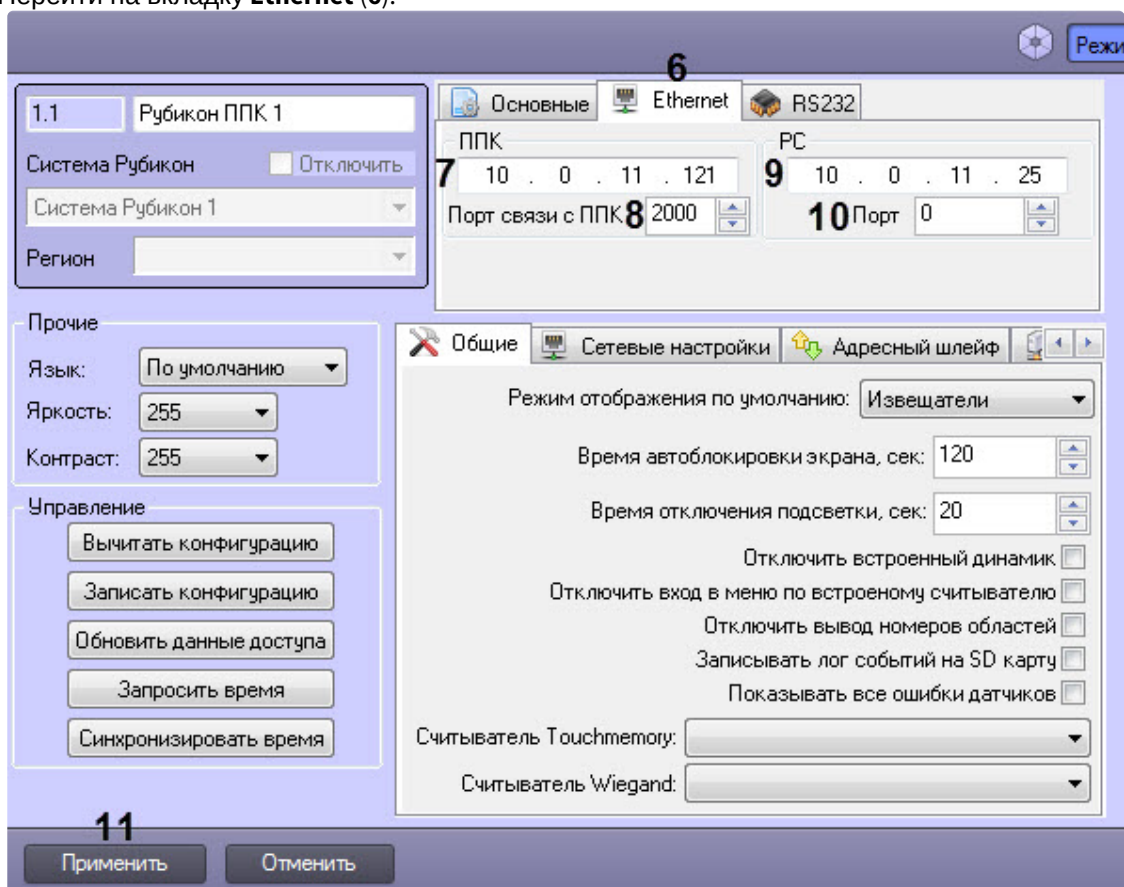 Перейти на вкладку Ethernet (6).
Режи
6
1.1 Рубикон ППК 1
Система Рубикон Отключить
Система Рубикон 1
Регион
Основные Ethernet RS232
ППК PC
7 10 . 0 . 11 . 121 9 10 . 0 . 11 . 25
Порт связи с ППК 8 2000 10 Порт 0
Прочие
Язык: По умолчанию
Яркость: 255
Контраст: 255
Управление
Вычитать конфигурацию
Записать конфигурацию
Обновить данные доступа
Запросить время
Синхронизировать время
Общие Сетевые настройки Адресный шлейф
Режим отображения по умолчанию: Извещатели
Время автоблокировки экрана, сек: 120
Время отключения подсветки, сек: 20
Отключить встроенный динамик
Отключить вход в меню по встроеному считывателю
Отключить вывод номеров областей
Записывать лог событий на SD карту
Показывать все ошибки датчиков
Считыватель Touchmemory:
Считыватель Wiegand:
11
Применить Отменить